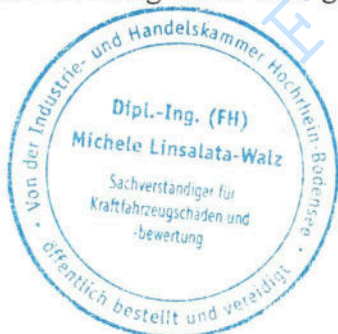 Von der Industrie- und Handelskammer Hochrhein-Bodensee
Dipl.-Ing. (FH)
Michele Linsalata-Walz
Sachverständiger für
Kraftfahrzeugschäden und
-bewertung
öffentlich bestellt und vereidigt